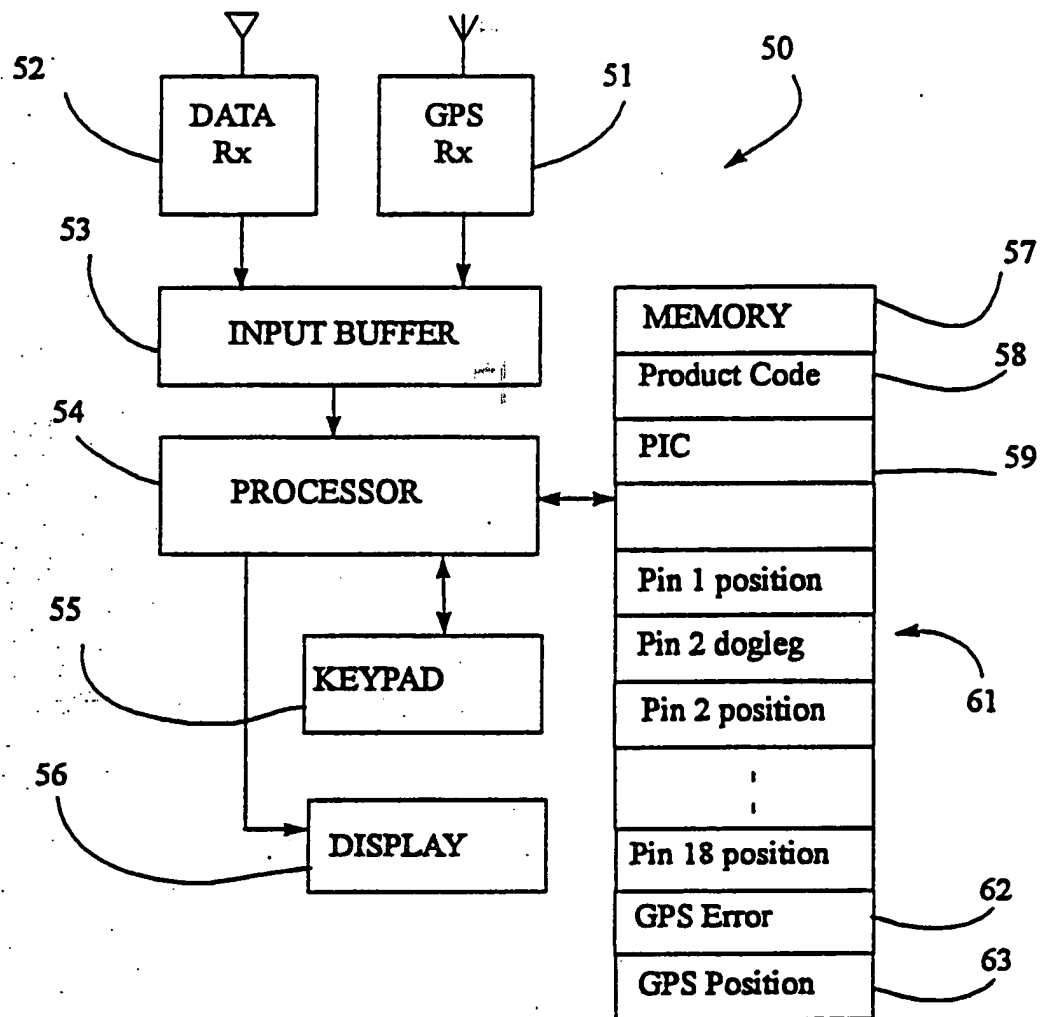 52
DATA
Rx
GPS
Rx
51
50
53
INPUT BUFFER
57
MEMORY
Product Code
58
54
PROCESSOR
PIC
59
Pin 1 position
55
KEYPAD
Pin 2 dogleg
61
Pin 2 position
56
DISPLAY
Pin 18 position
62
GPS Error
GPS Position
63